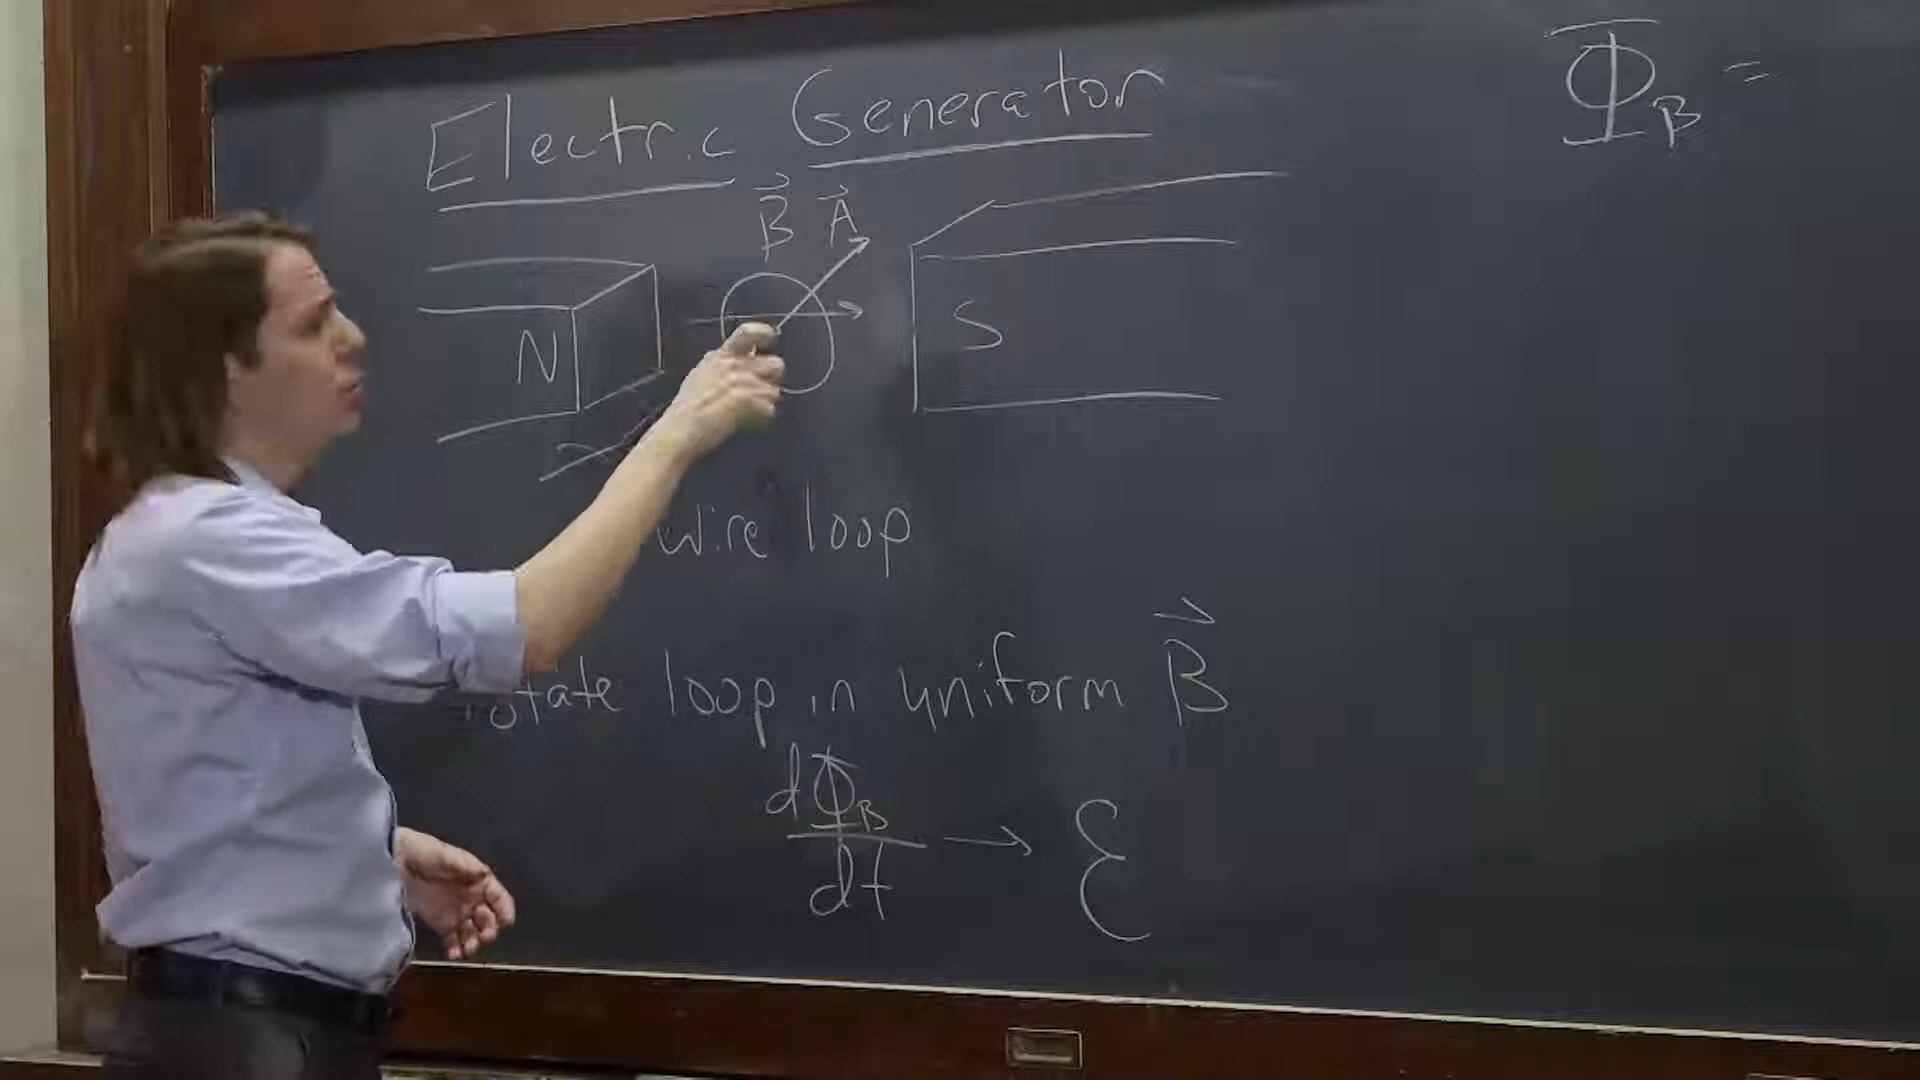 Electric Generator
Φ_B =
B⃗ A⃗
N S
wire loop
rotate loop in uniform B⃗
dΦ_B/dt → ℰ